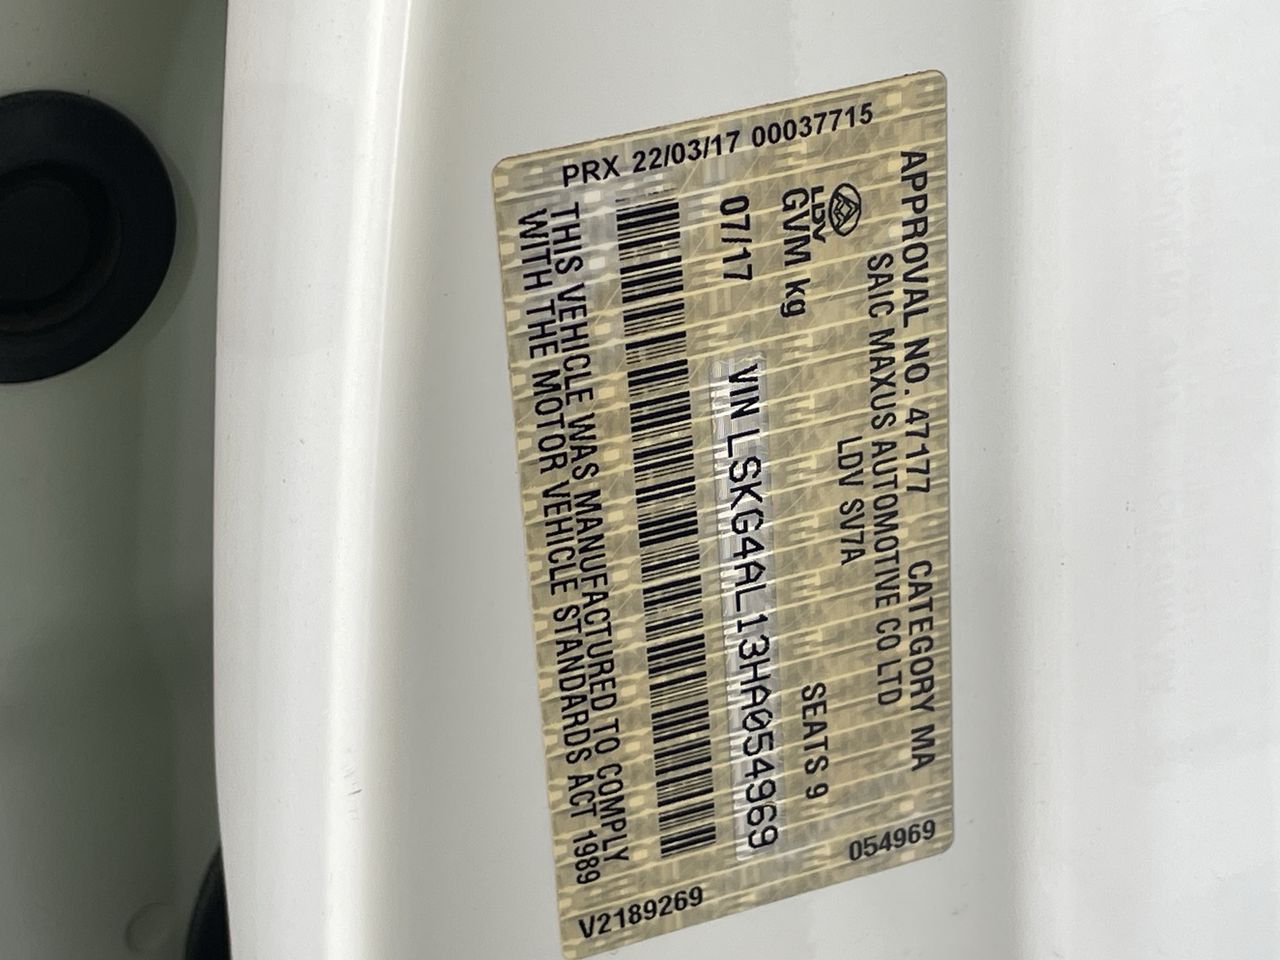 APPROVAL NO. 47177 CATEGORY MA
SAIC MAXUS AUTOMOTIVE CO LTD
LDV
LDV SV7A
GVM kg
SEATS 9
07/17
VIN LSKG4AL13HA054969
THIS VEHICLE WAS MANUFACTURED TO COMPLY
WITH THE MOTOR VEHICLE STANDARDS ACT 1989
PRX 22/03/17 00037715
054969
V2189269